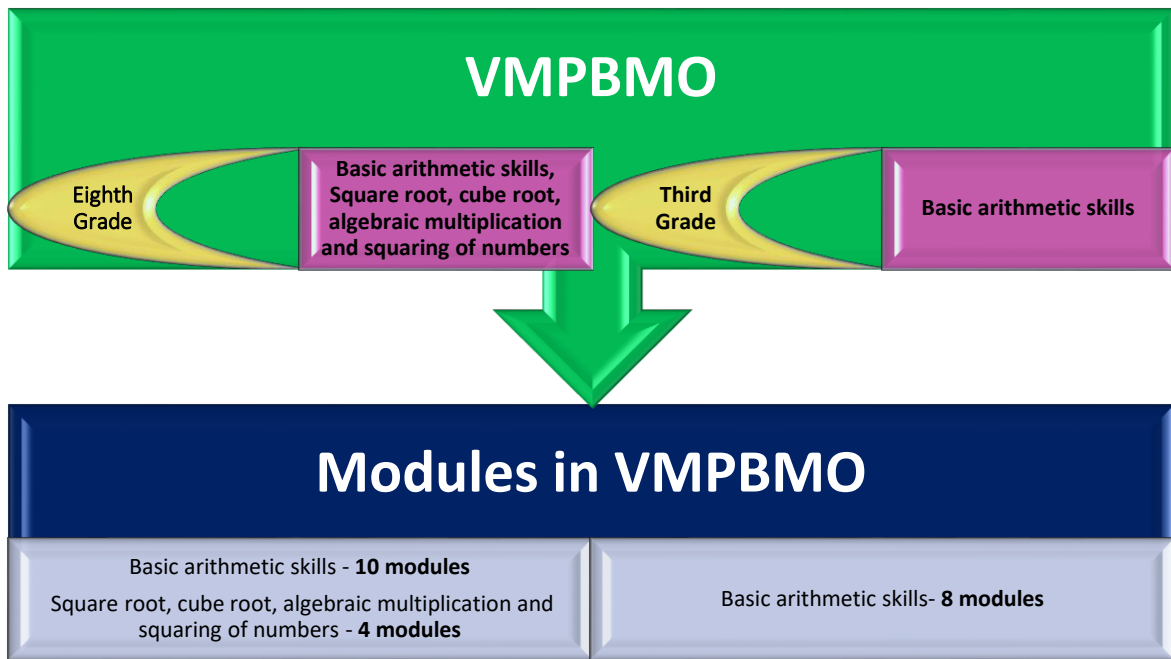 VMPBMO
Eighth
Grade
Basic arithmetic skills,
Square root, cube root,
algebraic multiplication
and squaring of numbers
Third
Grade
Basic arithmetic skills
Modules in VMPBMO
Basic arithmetic skills - 10 modules
Square root, cube root, algebraic multiplication and
squaring of numbers - 4 modules
Basic arithmetic skills- 8 modules